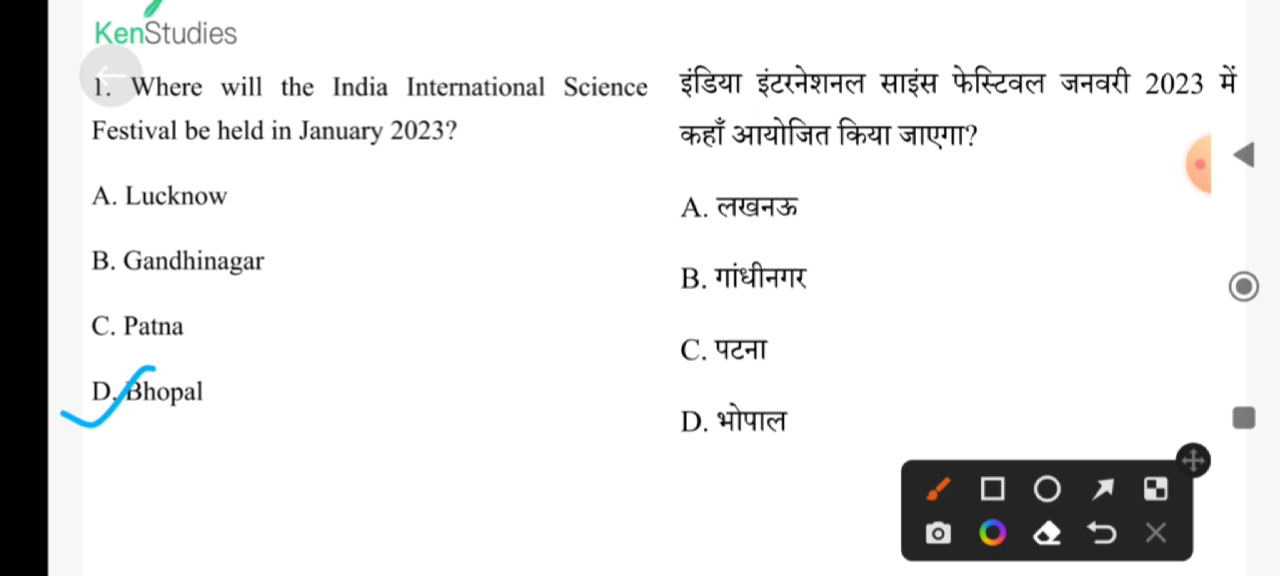 KenStudies
1. Where will the India International Science
Festival be held in January 2023?
A. Lucknow
B. Gandhinagar
C. Patna
D. Bhopal
इंडिया इंटरनेशनल साइंस फेस्टिवल जनवरी 2023 में
कहाँ आयोजित किया जाएगा?
A. लखनऊ
B. गांधीनगर
C. पटना
D. भोपाल